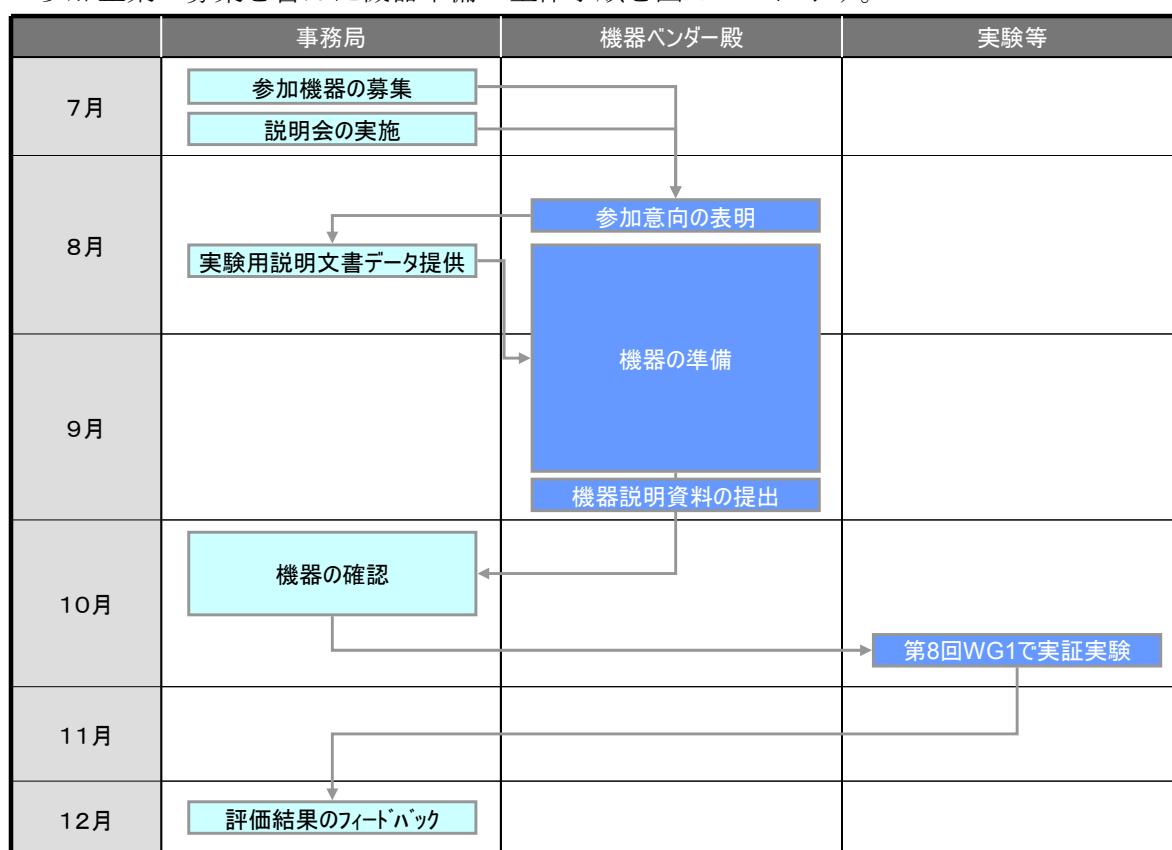 事務局 機器ベンダー殿 実験等
7月
参加機器の募集
説明会の実施
8月
参加意向の表明
実験用説明文書データ提供
機器の準備
9月
機器説明資料の提出
10月
機器の確認
第8回WG1で実証実験
11月
12月
評価結果のフィードバック